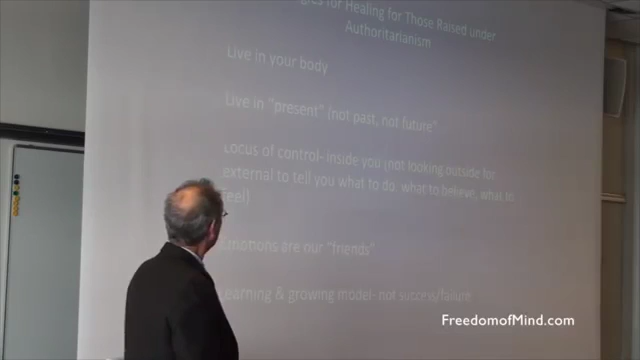 for Healing for Those Raised under
Authoritarianism
Live in your body
Live in "present" (not past, not future"
Locus of control- inside you (not looking outside for
external to tell you what to do, what to believe, what to
feel)
Emotions are our "friends"
Learning & growing model- not success/failure
FreedomofMind.com